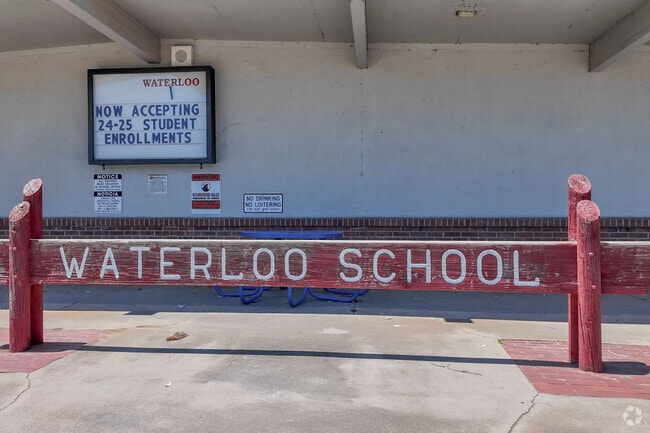 WATERLOO
NOW ACCEPTING
24-25 STUDENT
ENROLLMENTS
NOTICE
NOTICIA
NO DRINKING
NO LOITERING
WATERLOO SCHOOL